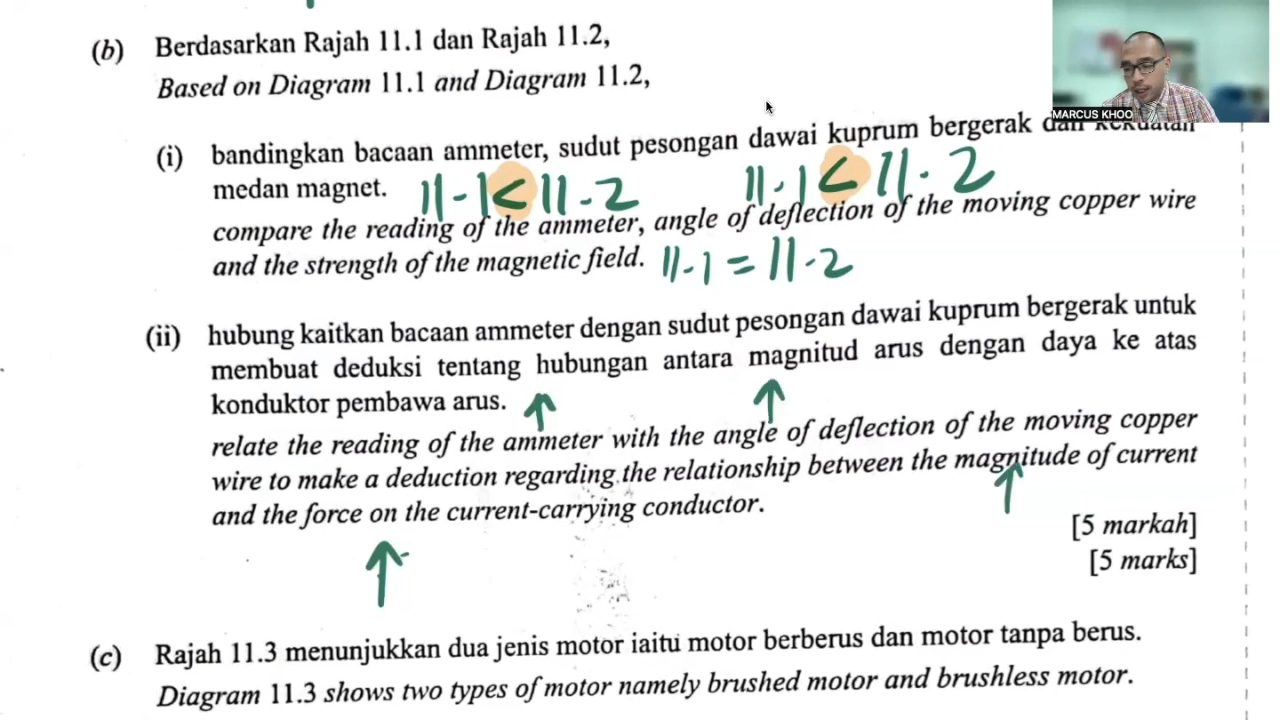 (b) Berdasarkan Rajah 11.1 dan Rajah 11.2,
Based on Diagram 11.1 and Diagram 11.2,
MARCUS KHOO
(i) bandingkan bacaan ammeter, sudut pesongan dawai kuprum bergerak dan kekuatan
medan magnet. 11-1 < 11-2 11-1 < 11-2
compare the reading of the ammeter, angle of deflection of the moving copper wire
and the strength of the magnetic field. 11-1 = 11-2
(ii) hubung kaitkan bacaan ammeter dengan sudut pesongan dawai kuprum bergerak untuk
membuat deduksi tentang hubungan antara magnitud arus dengan daya ke atas
konduktor pembawa arus. ↑ ↑
relate the reading of the ammeter with the angle of deflection of the moving copper
wire to make a deduction regarding the relationship between the magnitude of current
and the force on the current-carrying conductor. ↑
[5 markah]
[5 marks]
↑
(c) Rajah 11.3 menunjukkan dua jenis motor iaitu motor berberus dan motor tanpa berus.
Diagram 11.3 shows two types of motor namely brushed motor and brushless motor.